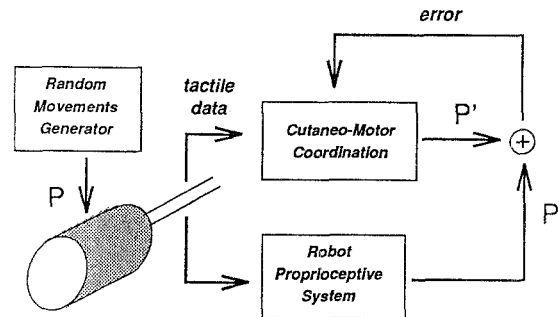 error
Random
Movements
Generator
tactile
data
Cutaneo-Motor
Coordination
P'
+
P
P
Robot
Proprioceptive
System